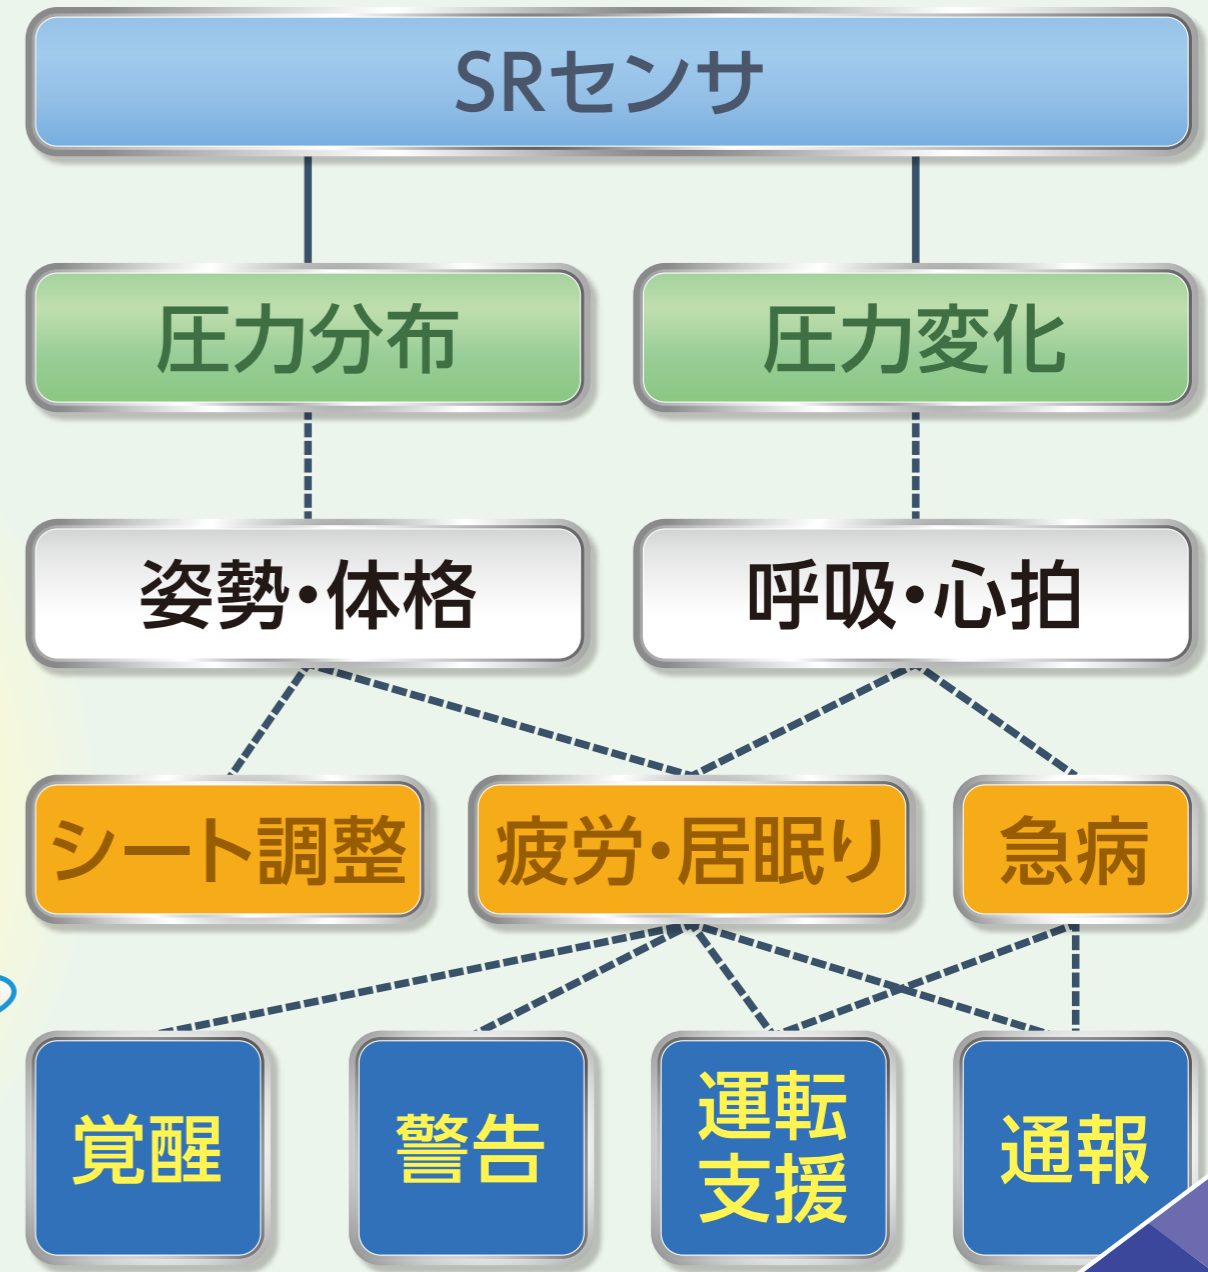 SRセンサ
圧力分布
圧力変化
姿勢・体格
呼吸・心拍
シート調整
疲労・居眠り
急病
覚醒
警告
運転
支援
通報